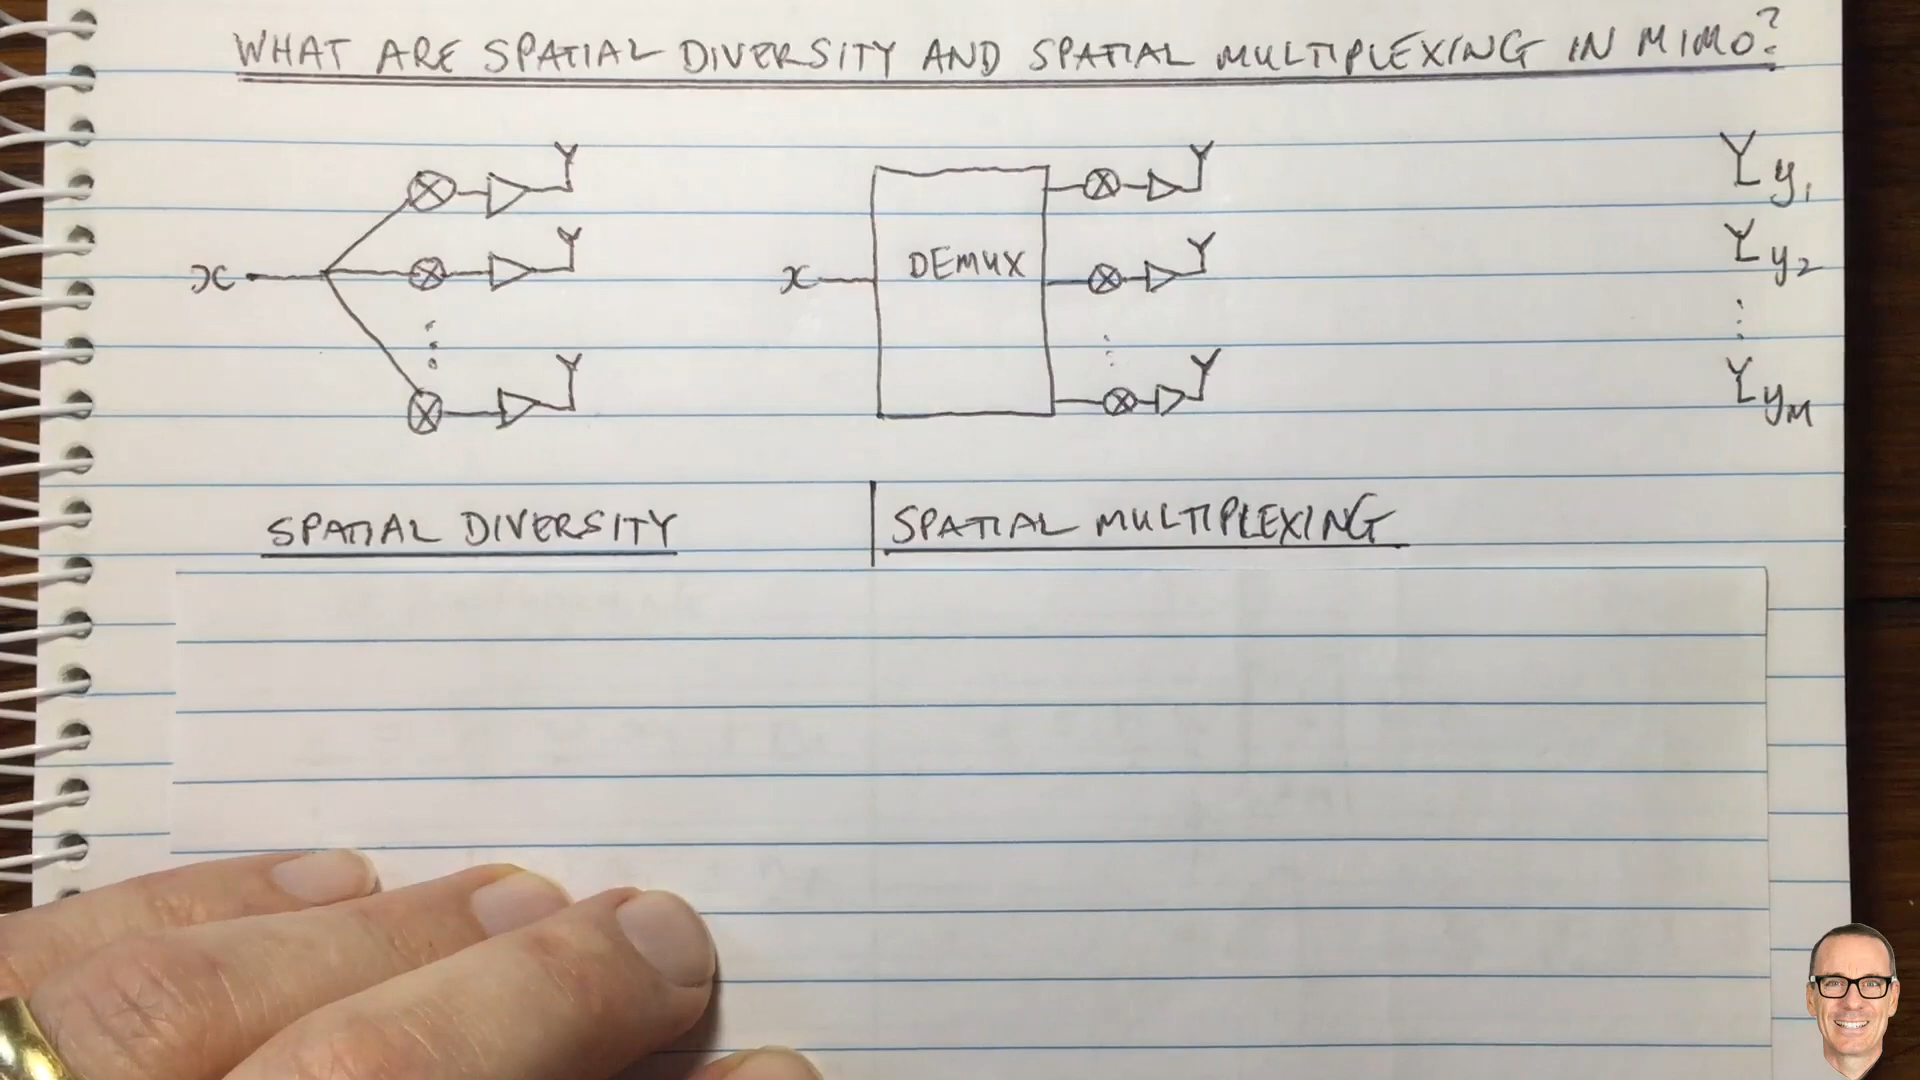 WHAT ARE SPATIAL DIVERSITY AND SPATIAL MULTIPLEXING IN MIMO?
x
x
DEMUX
y1
y2
yM
SPATIAL DIVERSITY
SPATIAL MULTIPLEXING